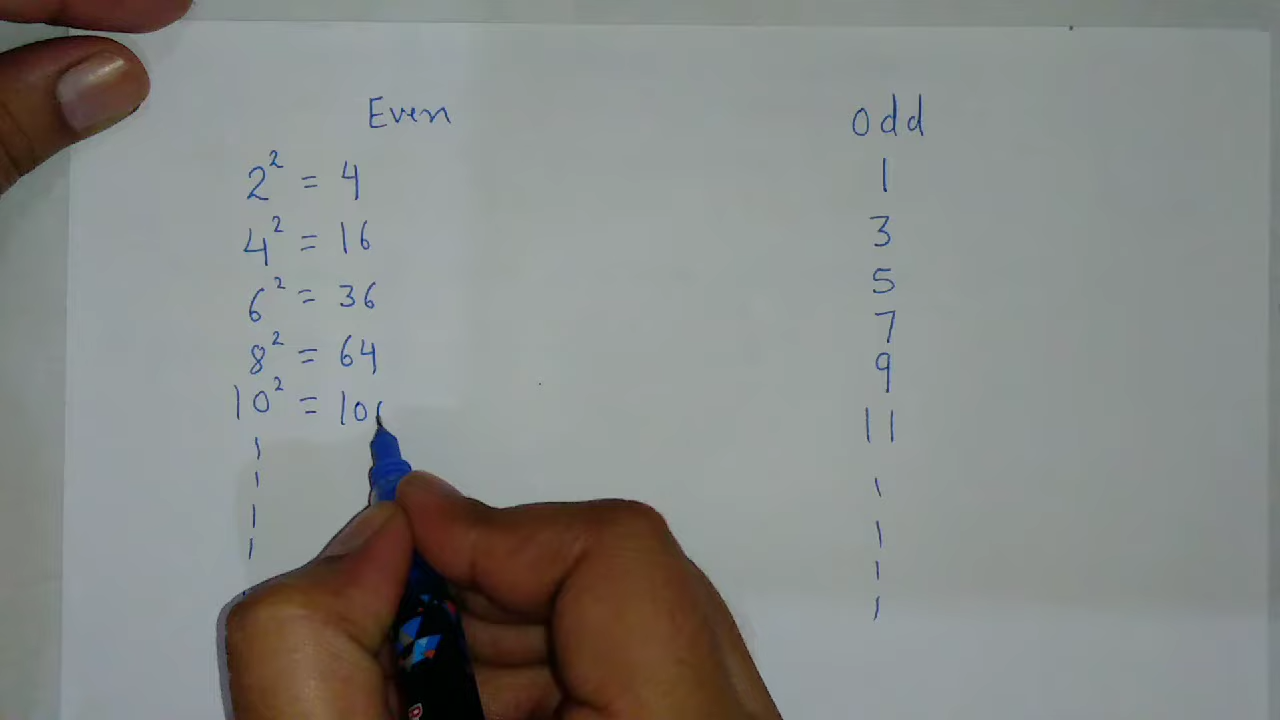 Even
2² = 4
4² = 16
6² = 36
8² = 64
10² = 10
Odd
1
3
5
7
9
11